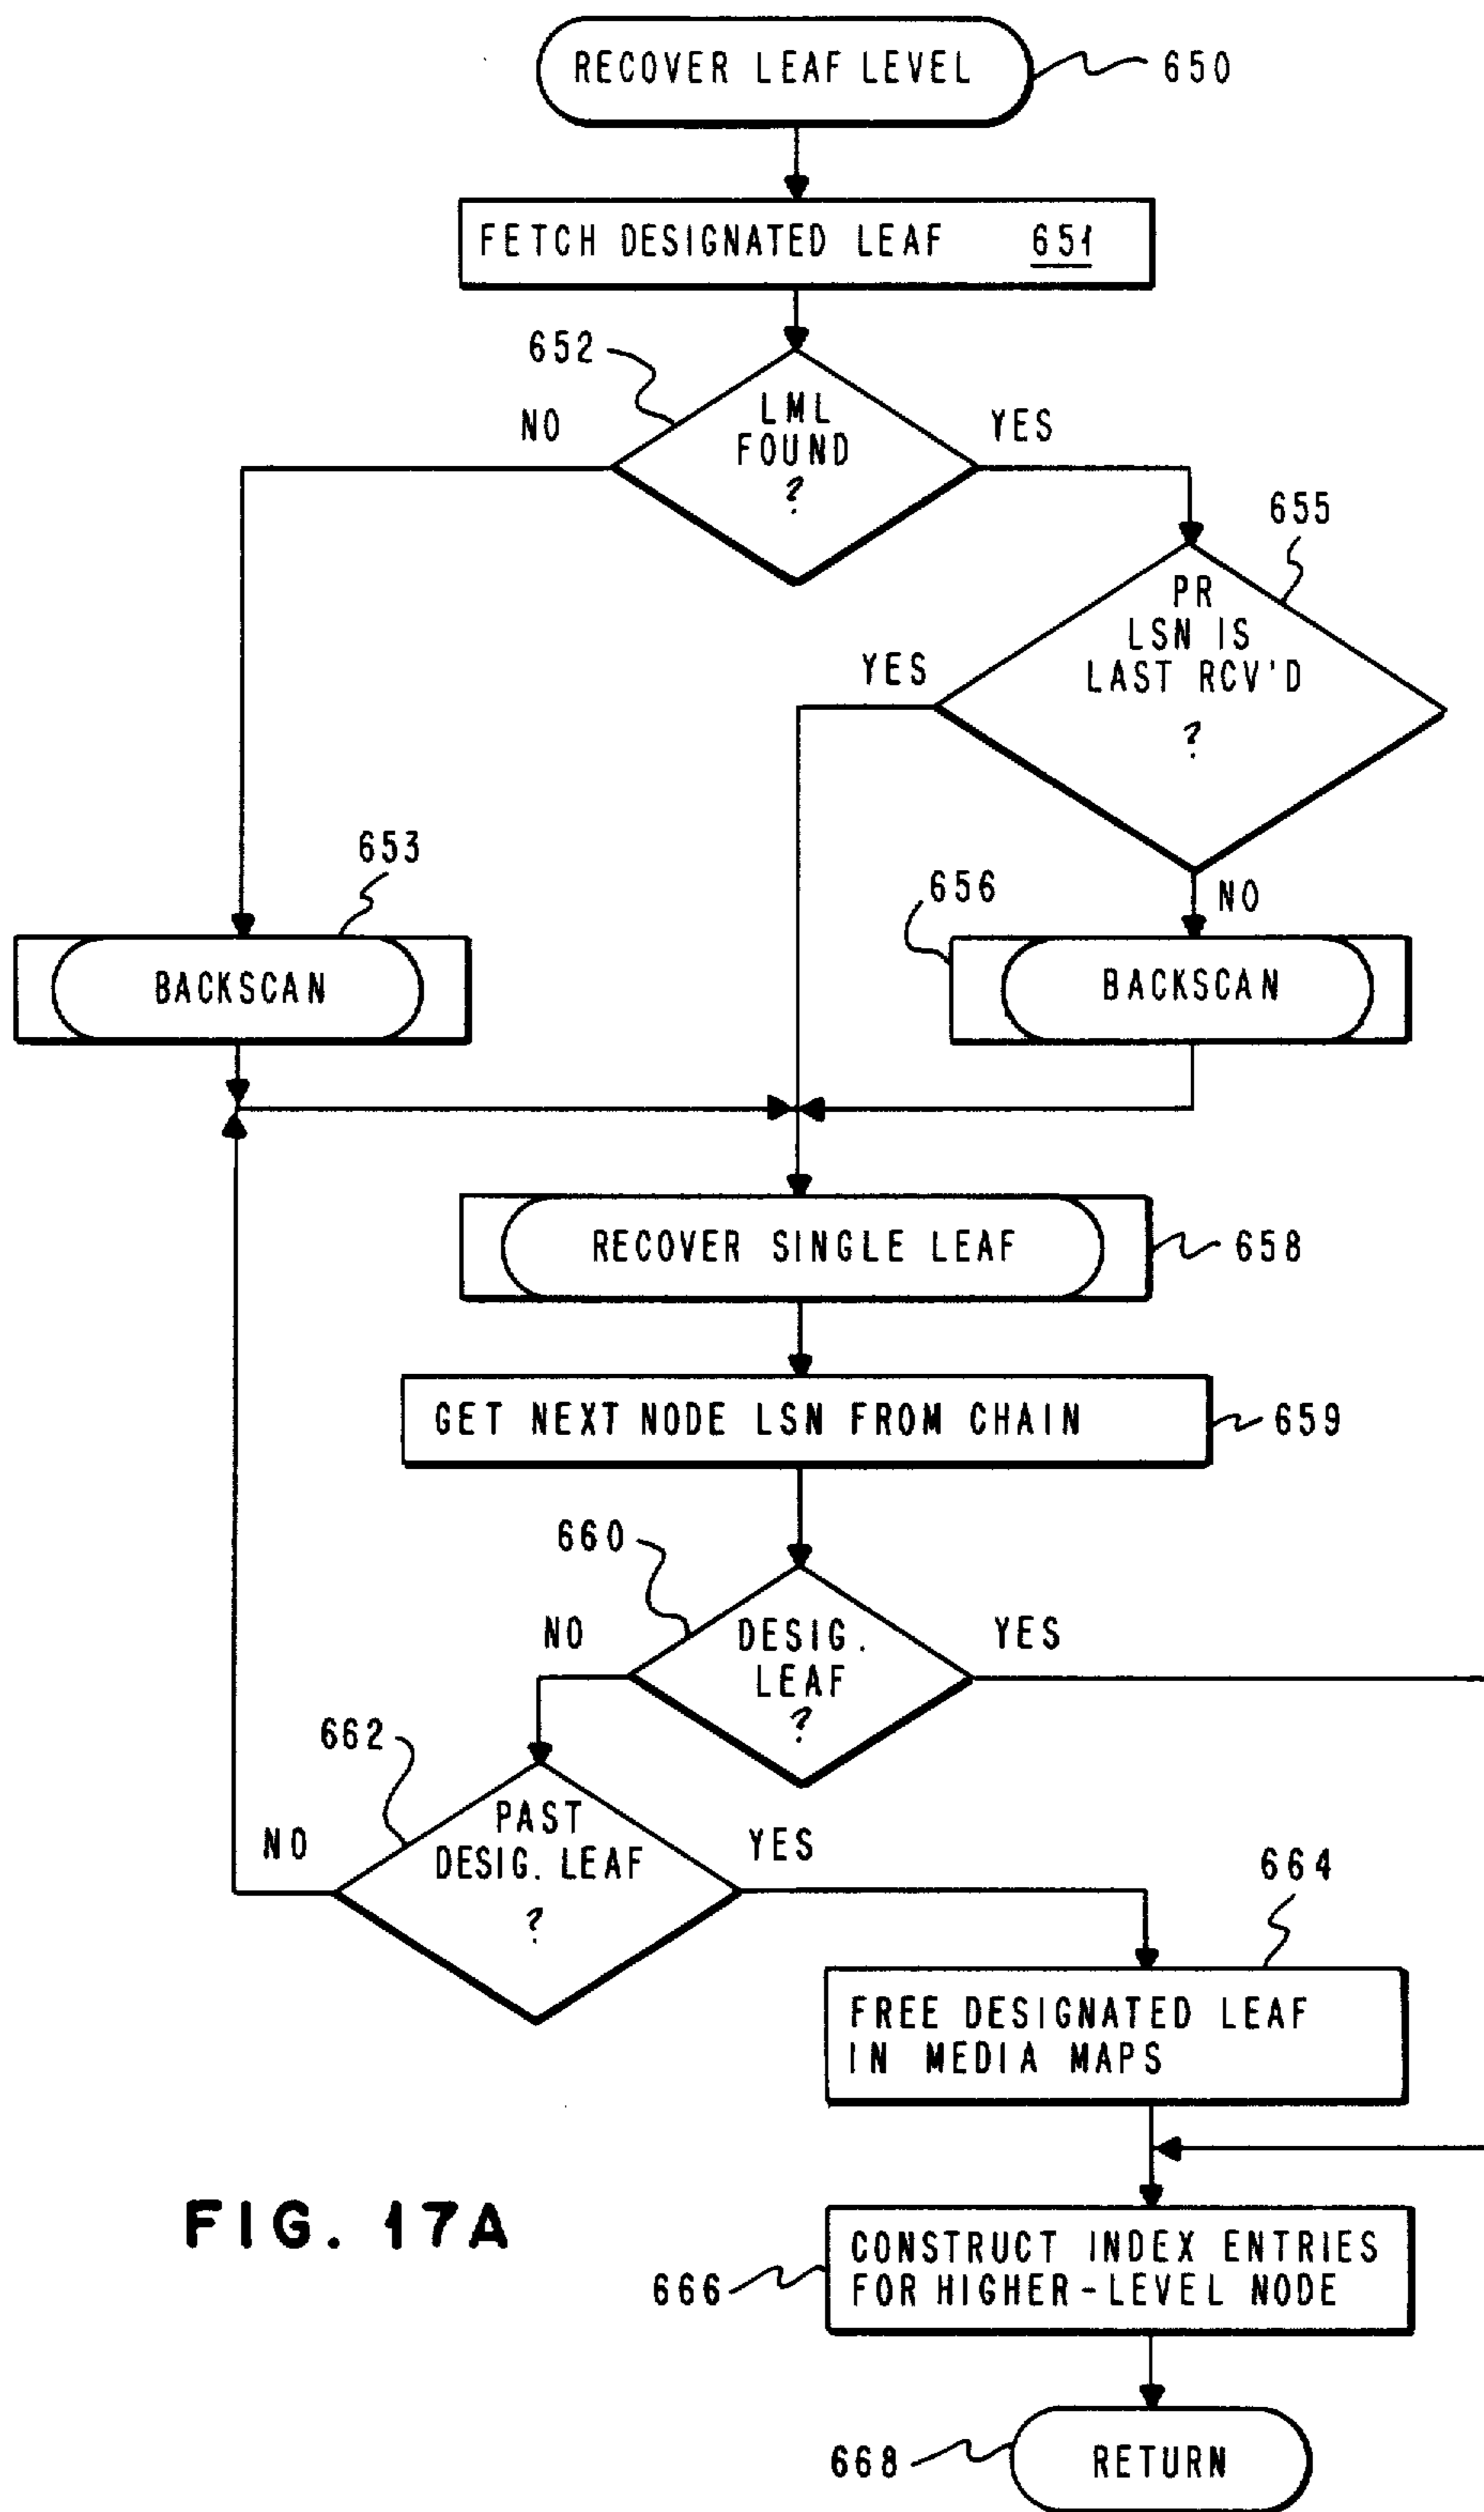 RECOVER LEAF LEVEL
650
FETCH DESIGNATED LEAF 651
652
NO
LML
FOUND
?
YES
655
PR
LSN IS
LAST RCV'D
?
YES
653
656
NO
BACKSCAN
BACKSCAN
RECOVER SINGLE LEAF
658
GET NEXT NODE LSN FROM CHAIN
659
660
NO
DESIG.
LEAF
?
YES
662
NO
PAST
DESIG. LEAF
?
YES
664
FREE DESIGNATED LEAF
IN MEDIA MAPS
FIG. 17A
CONSTRUCT INDEX ENTRIES
FOR HIGHER-LEVEL NODE
666
668
RETURN